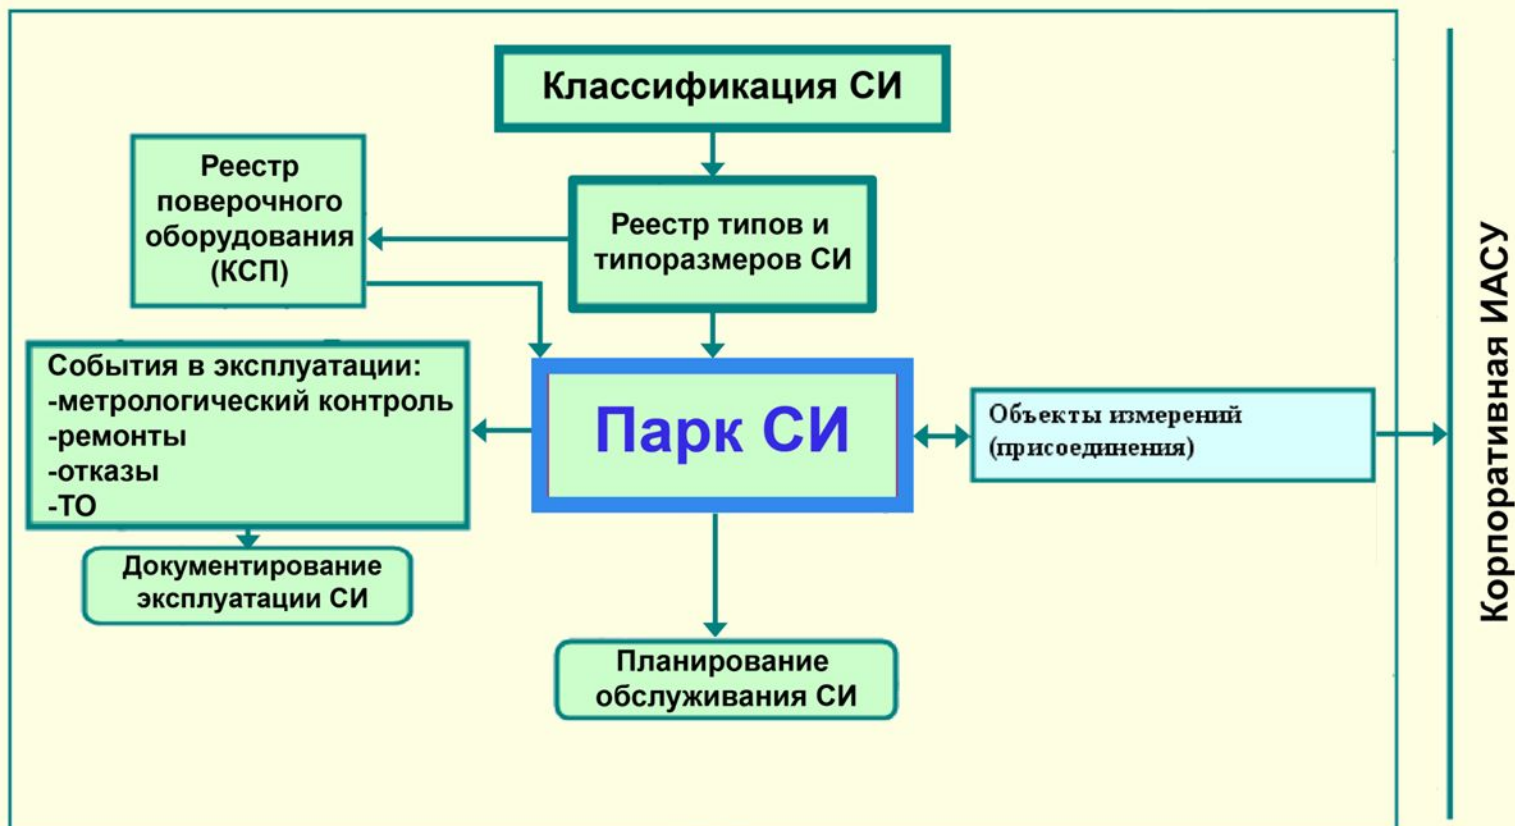 Классификация СИ
Реестр
поверочного
оборудования
(КСП)
Реестр типов и
типоразмеров СИ
События в эксплуатации:
-метрологический контроль
-ремонты
-отказы
-ТО
Парк СИ
Объекты измерений
(присоединения)
Документирование
эксплуатации СИ
Планирование
обслуживания СИ
Корпоративная ИАСУ